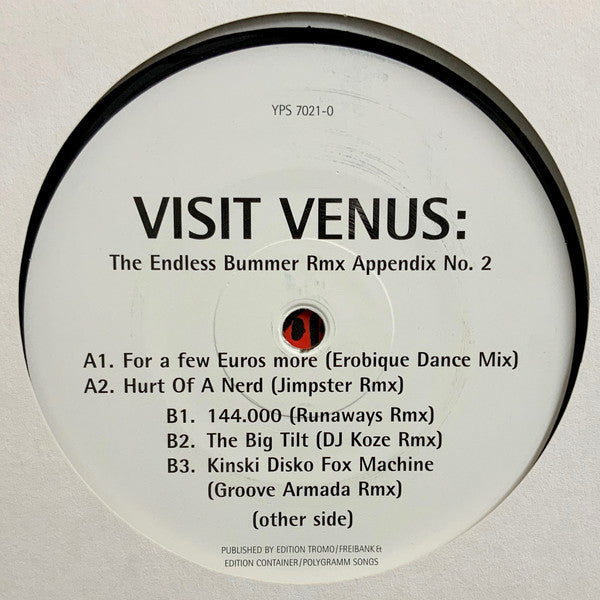 YPS 7021-0
VISIT VENUS:
The Endless Bummer Rmx Appendix No. 2
A1. For a few Euros more (Erobique Dance Mix)
A2. Hurt Of A Nerd (Jimpster Rmx)
B1. 144.000 (Runaways Rmx)
B2. The Big Tilt (DJ Koze Rmx)
B3. Kinski Disko Fox Machine
(Groove Armada Rmx)
(other side)
PUBLISHED BY EDITION TROMO/FREIBANK &
EDITION CONTAINER/POLYGRAMM SONGS